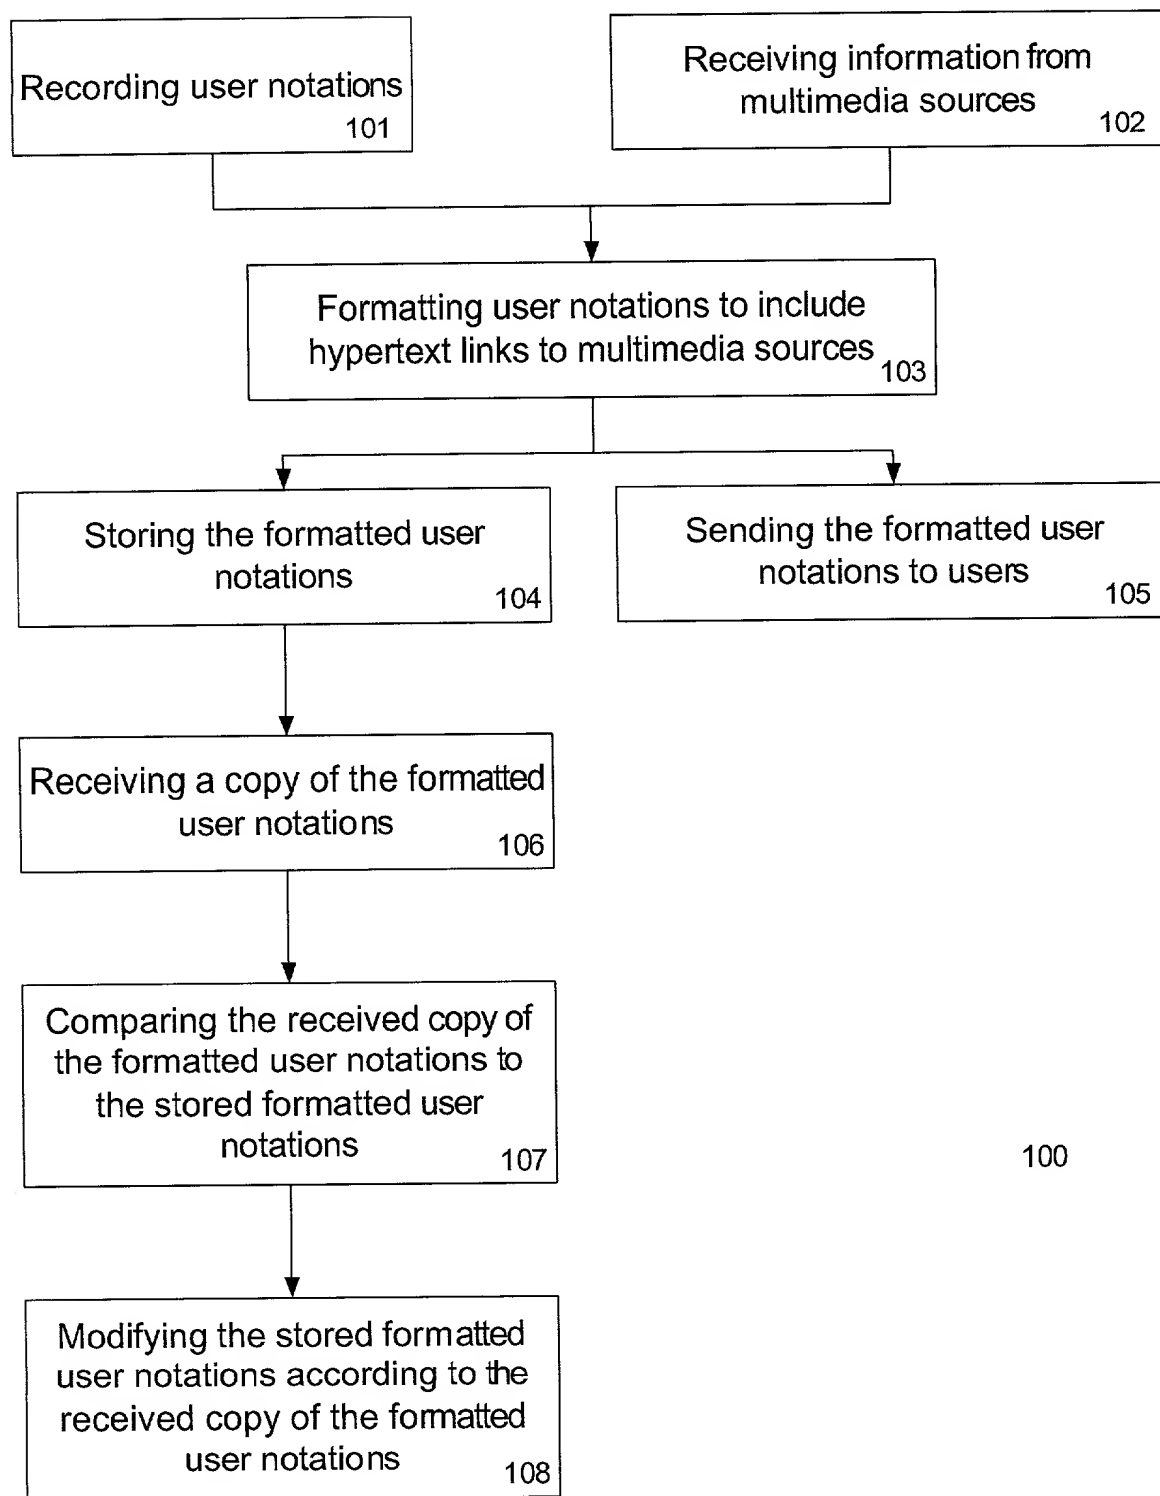 Recording user notations
101
Receiving information from
multimedia sources
102
Formatting user notations to include
hypertext links to multimedia sources
103
Storing the formatted user
notations
104
Sending the formatted user
notations to users
105
Receiving a copy of the formatted
user notations
106
Comparing the received copy of
the formatted user notations to
the stored formatted user
notations
107
100
Modifying the stored formatted
user notations according to the
received copy of the formatted
user notations
108